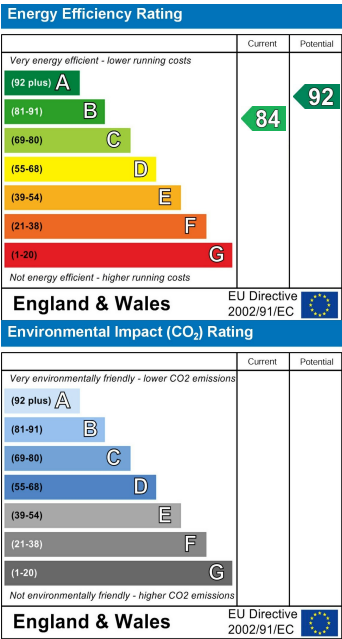 Energy Efficiency Rating
Current Potential
Very energy efficient - lower running costs
(92 plus) A
92
(81-91) B
84
(69-80) C
(55-68) D
(39-54) E
(21-38) F
(1-20) G
Not energy efficient - higher running costs
England & Wales
EU Directive
2002/91/EC
Environmental Impact (CO₂) Rating
Current Potential
Very environmentally friendly - lower CO2 emissions
(92 plus) A
(81-91) B
(69-80) C
(55-68) D
(39-54) E
(21-38) F
(1-20) G
Not environmentally friendly - higher CO2 emissions
England & Wales
EU Directive
2002/91/EC